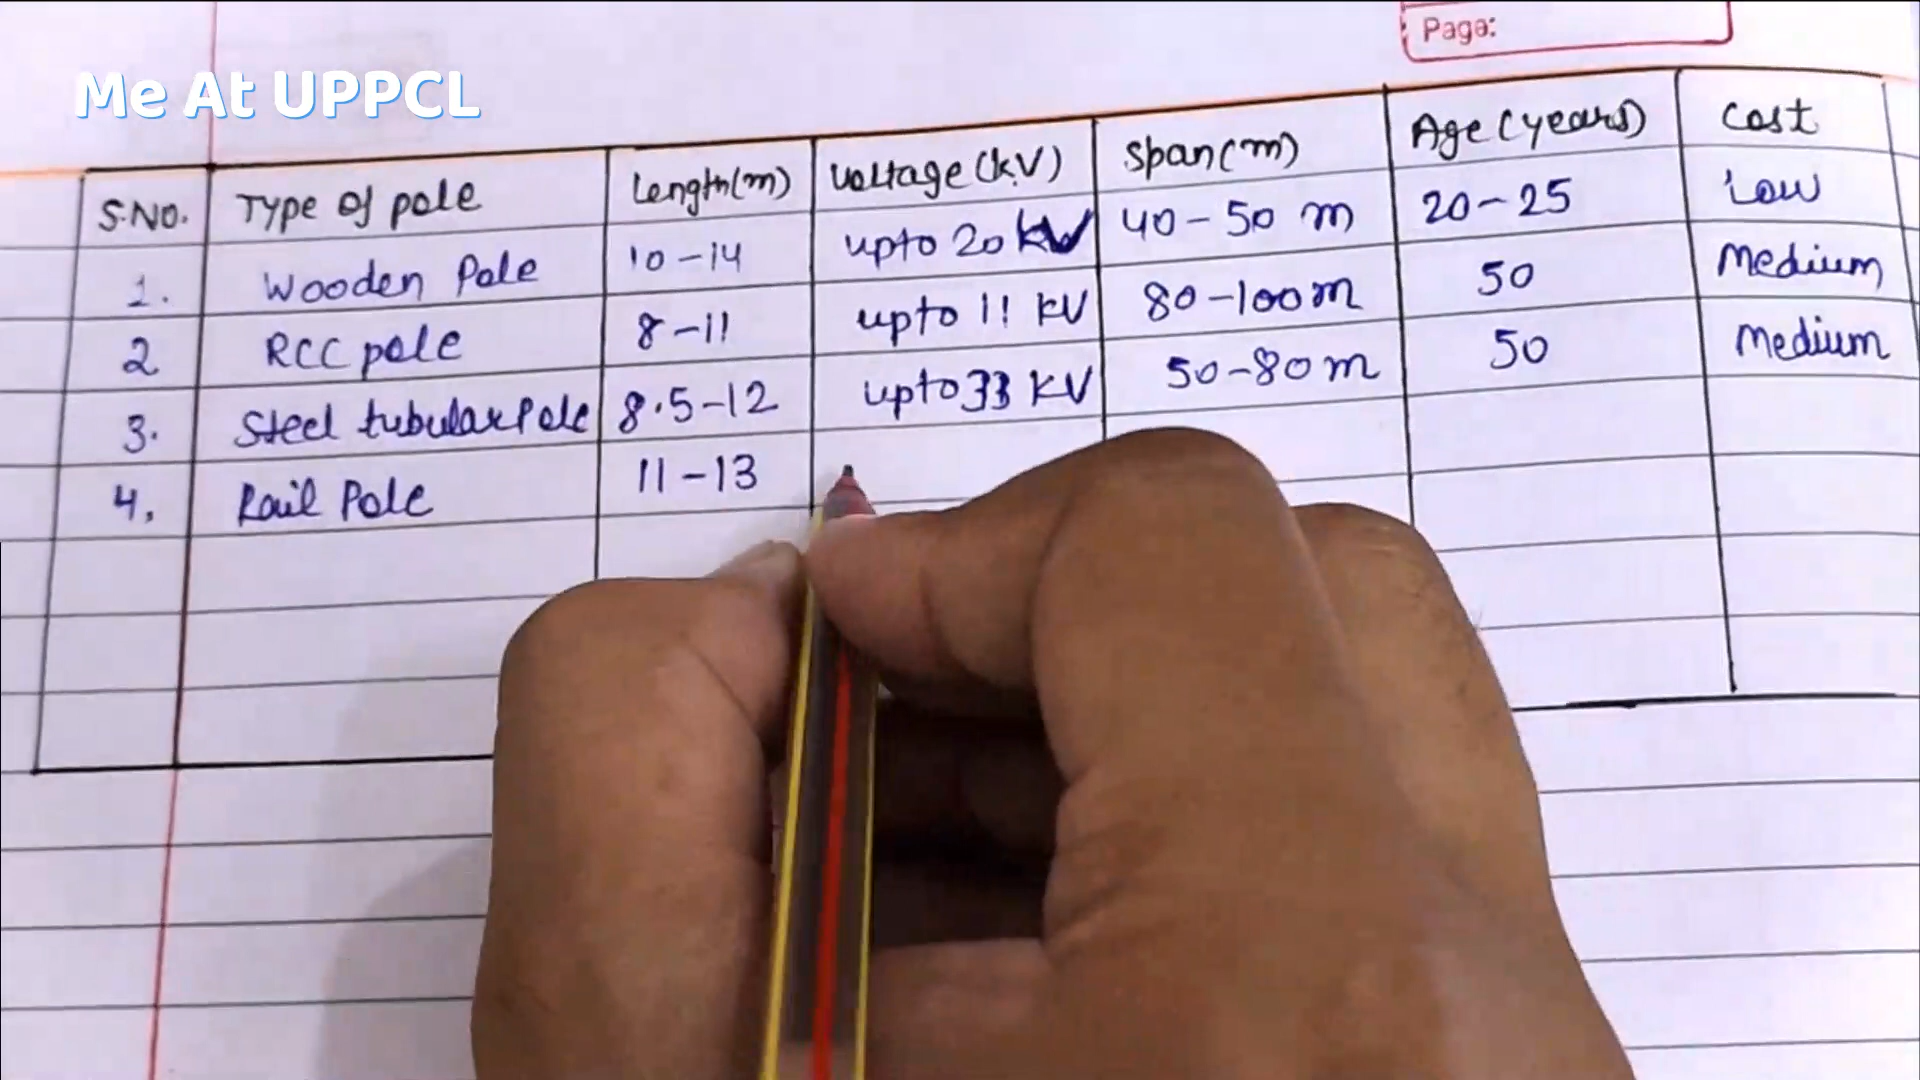 Page:
Me At UPPCL
S.NO. Type of pole Length(m) Voltage (kV) Span(m) Age (years) Cost
1. Wooden Pole 10-14 upto 20 kV 40-50 m 20-25 Low
2 RCC pole 8-11 upto 11 kV 80-100m 50 Medium
3. Steel tubular Pole 8.5-12 upto 33 kV 50-80m 50 Medium
4. Rail Pole 11-13